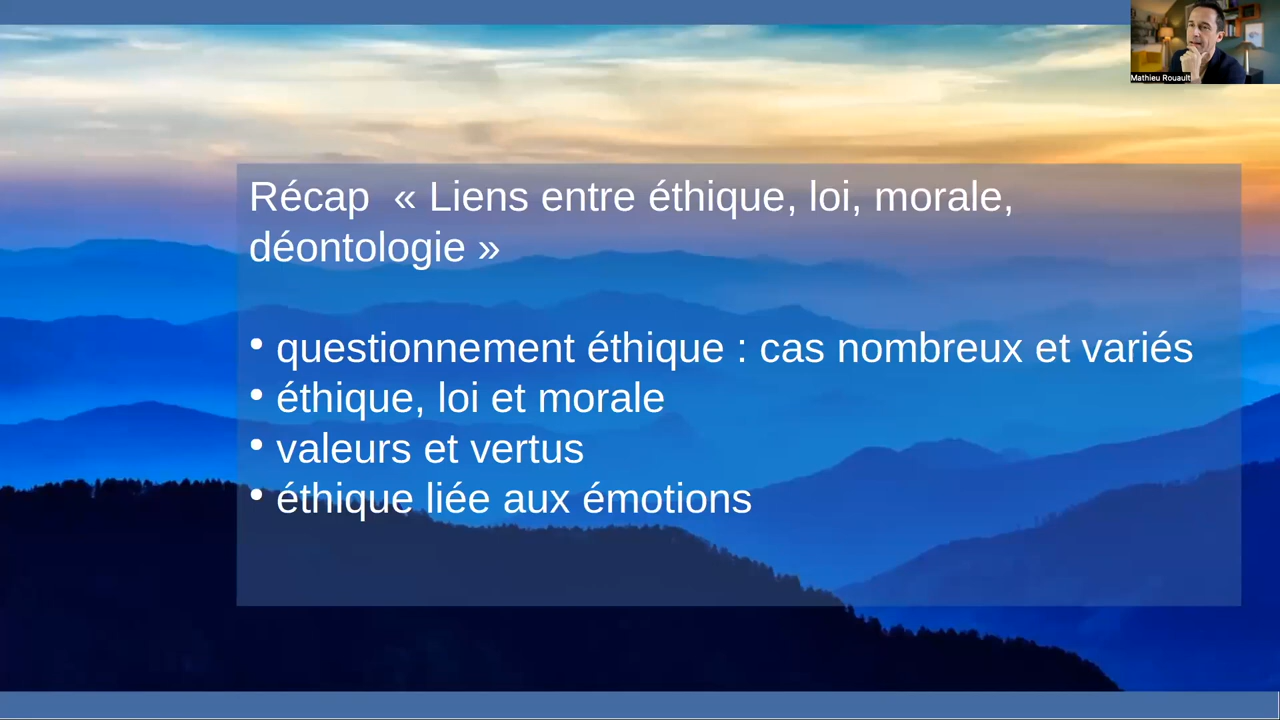 Mathieu Rouault
Récap « Liens entre éthique, loi, morale,
déontologie »
• questionnement éthique : cas nombreux et variés
• éthique, loi et morale
• valeurs et vertus
• éthique liée aux émotions